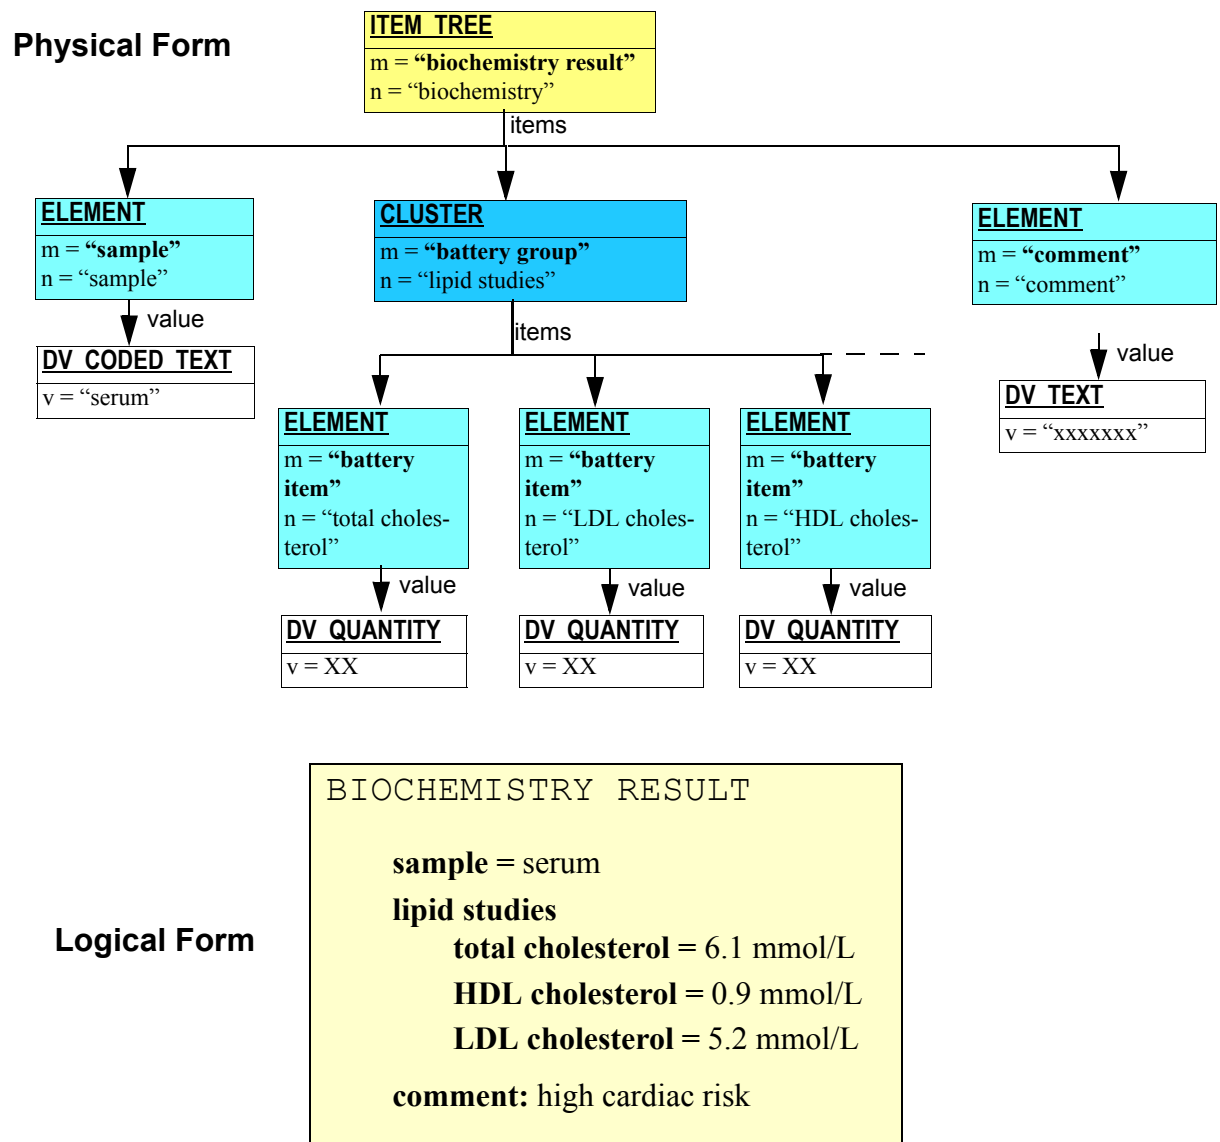 Physical Form
ITEM_TREE
m = “biochemistry result”
n = “biochemistry”
items
ELEMENT
m = “sample”
n = “sample”
value
DV_CODED_TEXT
v = “serum”
CLUSTER
m = “battery group”
n = “lipid studies”
items
ELEMENT
m = “comment”
n = “comment”
value
DV_TEXT
v = “xxxxxxx”
ELEMENT
m = “battery
item”
n = “total choles-
terol”
value
DV_QUANTITY
v = XX
ELEMENT
m = “battery
item”
n = “LDL choles-
terol”
value
DV_QUANTITY
v = XX
ELEMENT
m = “battery
item”
n = “HDL choles-
terol”
value
DV_QUANTITY
v = XX
Logical Form
BIOCHEMISTRY RESULT
sample = serum
lipid studies
total cholesterol = 6.1 mmol/L
HDL cholesterol = 0.9 mmol/L
LDL cholesterol = 5.2 mmol/L
comment: high cardiac risk